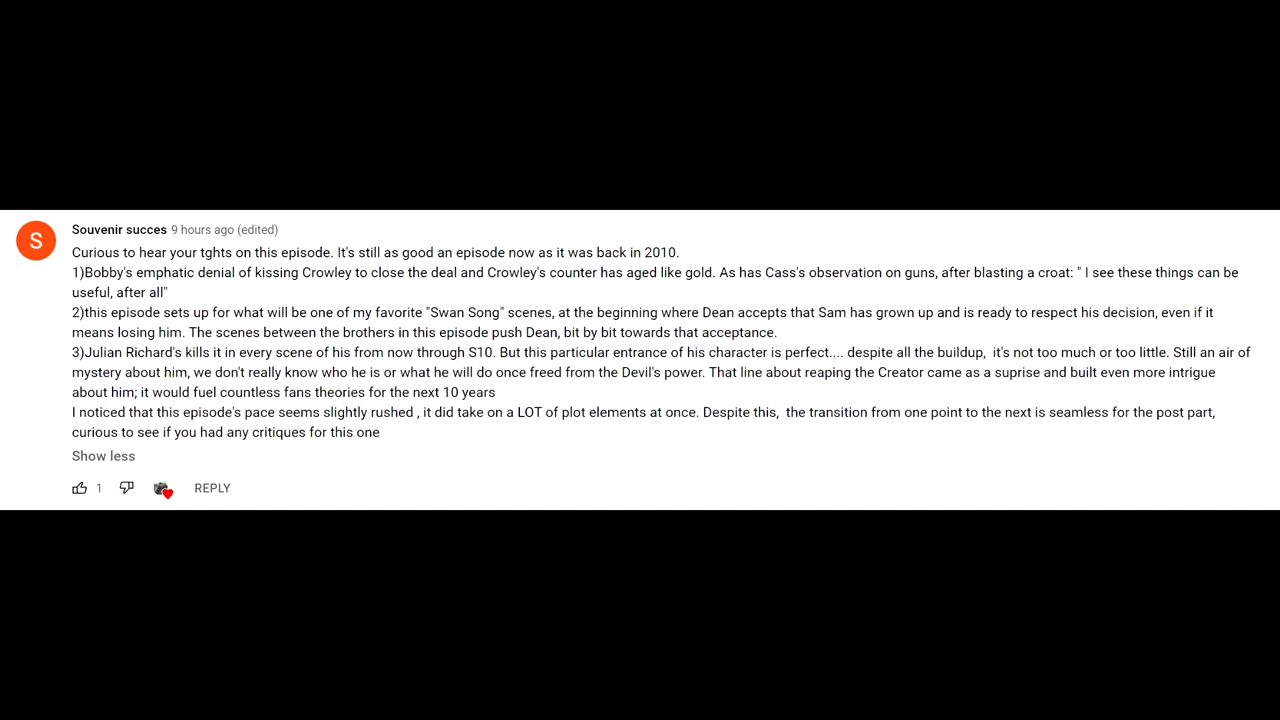 S
Souvenir succes 9 hours ago (edited)
Curious to hear your tghts on this episode. It's still as good an episode now as it was back in 2010.
1)Bobby's emphatic denial of kissing Crowley to close the deal and Crowley's counter has aged like gold. As has Cass's observation on guns, after blasting a croat: " I see these things can be
useful, after all"
2)this episode sets up for what will be one of my favorite "Swan Song" scenes, at the beginning where Dean accepts that Sam has grown up and is ready to respect his decision, even if it
means losing him. The scenes between the brothers in this episode push Dean, bit by bit towards that acceptance.
3)Julian Richard's kills it in every scene of his from now through S10. But this particular entrance of his character is perfect.... despite all the buildup,  it's not too much or too little. Still an air of
mystery about him, we don't really know who he is or what he will do once freed from the Devil's power. That line about reaping the Creator came as a suprise and built even more intrigue
about him; it would fuel countless fans theories for the next 10 years
I noticed that this episode's pace seems slightly rushed , it did take on a LOT of plot elements at once. Despite this,  the transition from one point to the next is seamless for the post part,
curious to see if you had any critiques for this one
Show less
1 REPLY